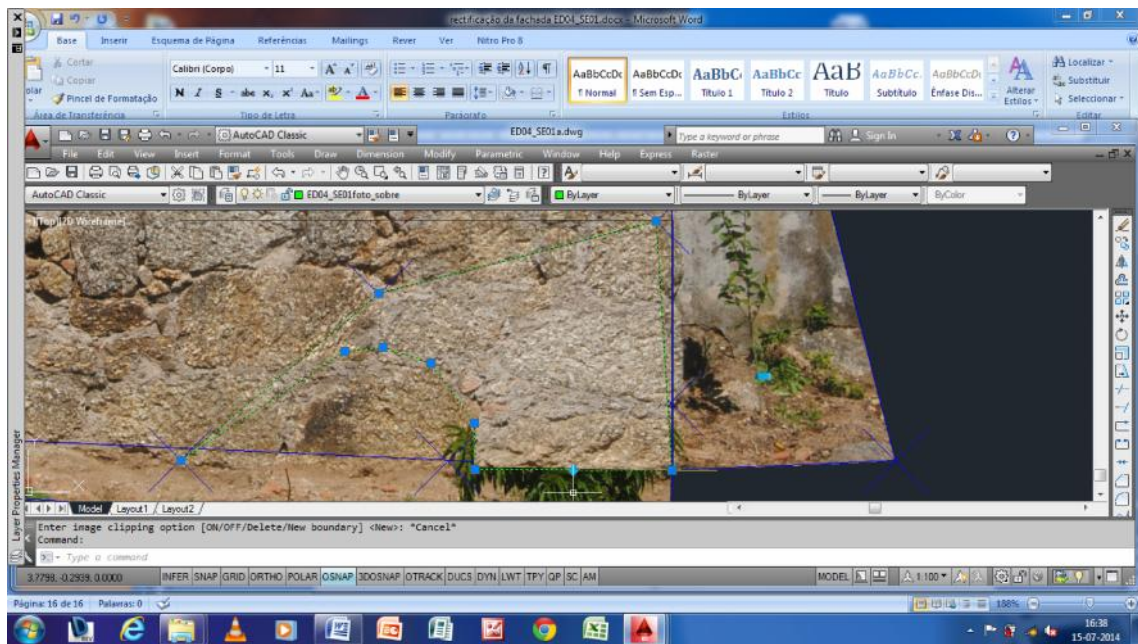 rectificação da fachada ED04_SE01.docx - Microsoft Word
Base Inserir Esquema de Página Referências Mailings Rever Ver Nitro Pro 8
Cortar
Copiar
Pincel de Formatação
Calibri (Corpo) 11
N I S abe x, x² Aa
AaBbCcDc AaBbCcDc AaBbC AaBbCc AaB AaBbCc. AaBbCcDc
¶ Normal ¶ Sem Esp... Título 1 Título 2 Título Subtítulo Ênfase Dis...
Alterar Estilos
Localizar
Substituir
Seleccionar
Área de Transferência Tipo de Letra Parágrafo Estilos Editar
AutoCAD Classic ED04_SE01a.dwg Type a keyword or phrase Sign In
File Edit View Insert Format Tools Draw Dimension Modify Parametric Window Help Express Raster
AutoCAD Classic ED04_SE01foto_sobre ByLayer ByLayer ByLayer ByColor
[Top][2D Wireframe]
Layer Properties Manager
Model Layout1 Layout2
Enter image clipping option [ON/OFF/Delete/New boundary] <New>: *Cancel*
Command:
Type a command
3.7798, -0.2939, 0.0000 INFER SNAP GRID ORTHO POLAR OSNAP 3DOSNAP OTRACK DUCS DYN LWT TPY QP SC AM MODEL 1:100
Página: 16 de 16 Palavras: 0 188%
16:38
15-07-2014